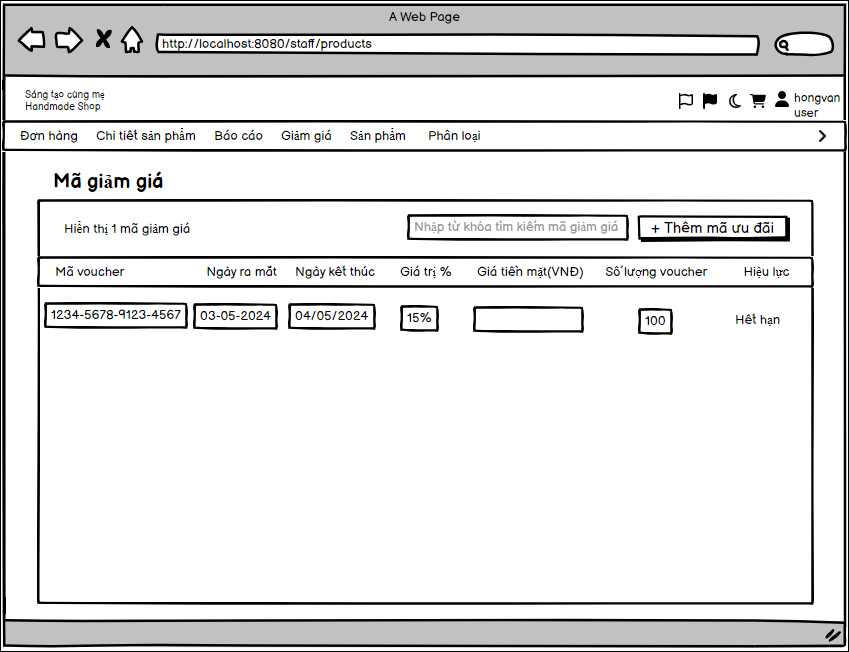 A Web Page
http://localhost:8080/staff/products
Sáng tạo cùng mẹ
Handmade Shop
hongvan
user
Đơn hàng Chi tiết sản phẩm Báo cáo Giảm giá Sản phẩm Phân loại
Mã giảm giá
Hiển thị 1 mã giảm giá Nhập từ khóa tìm kiếm mã giảm giá + Thêm mã ưu đãi
Mã voucher Ngày ra mắt Ngày kết thúc Giá trị % Giá tiền mặt(VNĐ) Số lượng voucher Hiệu lực
1234-5678-9123-4567 03-05-2024 04/05/2024 15% 100 Hết hạn